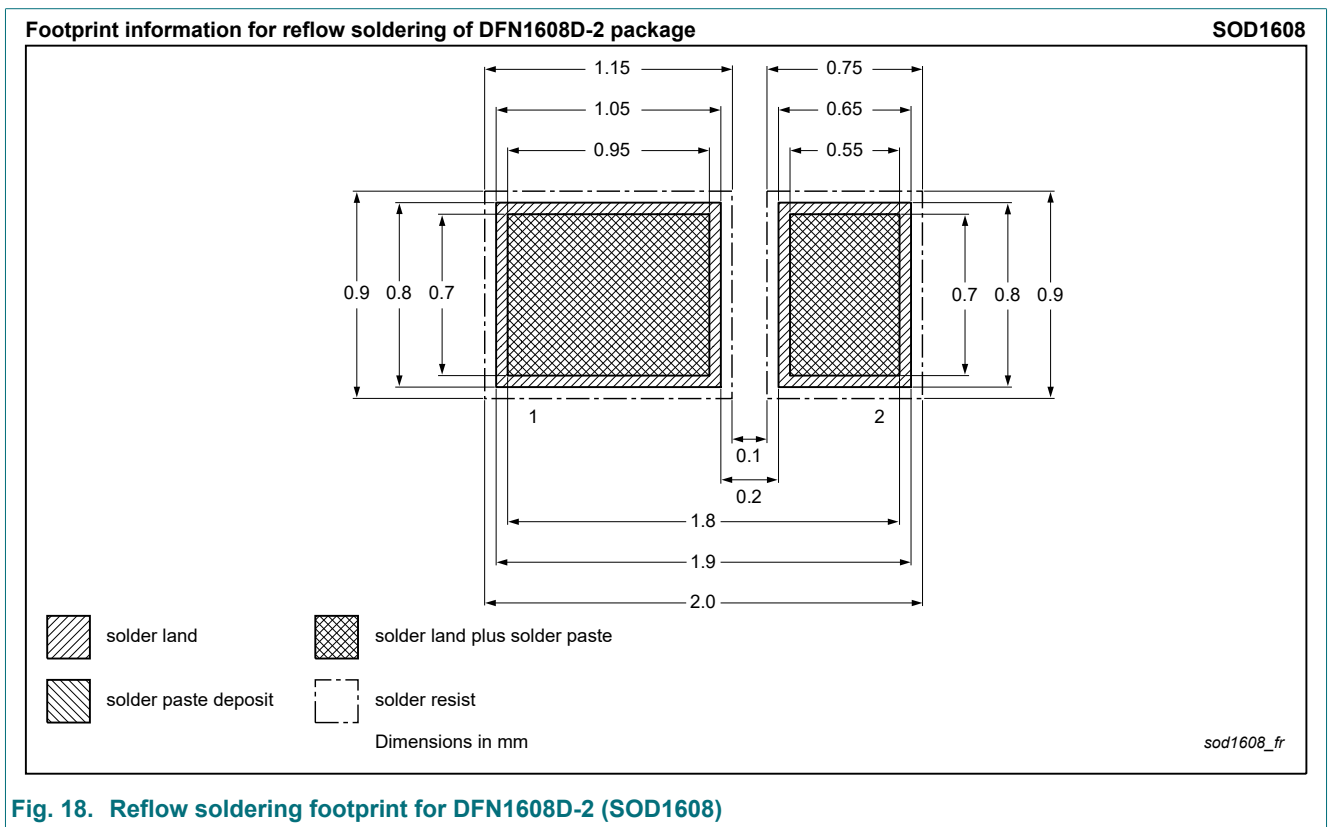 Footprint information for reflow soldering of DFN1608D-2 package SOD1608
1.15 0.75
1.05 0.65
0.95 0.55
0.9 0.8 0.7 0.7 0.8 0.9
1 2
0.1
0.2
1.8
1.9
2.0
solder land solder land plus solder paste
solder paste deposit solder resist
Dimensions in mm sod1608_fr
Fig. 18. Reflow soldering footprint for DFN1608D-2 (SOD1608)